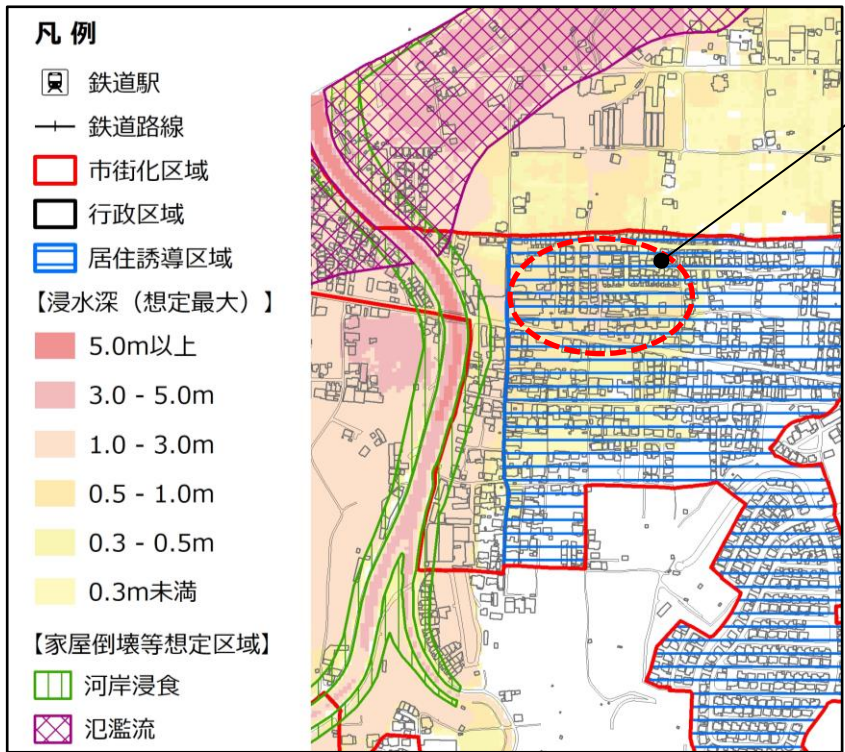 凡 例
鉄道駅
鉄道路線
市街化区域
行政区域
居住誘導区域
【浸水深（想定最大）】
5.0m以上
3.0 - 5.0m
1.0 - 3.0m
0.5 - 1.0m
0.3 - 0.5m
0.3m未満
【家屋倒壊等想定区域】
河岸浸食
氾濫流